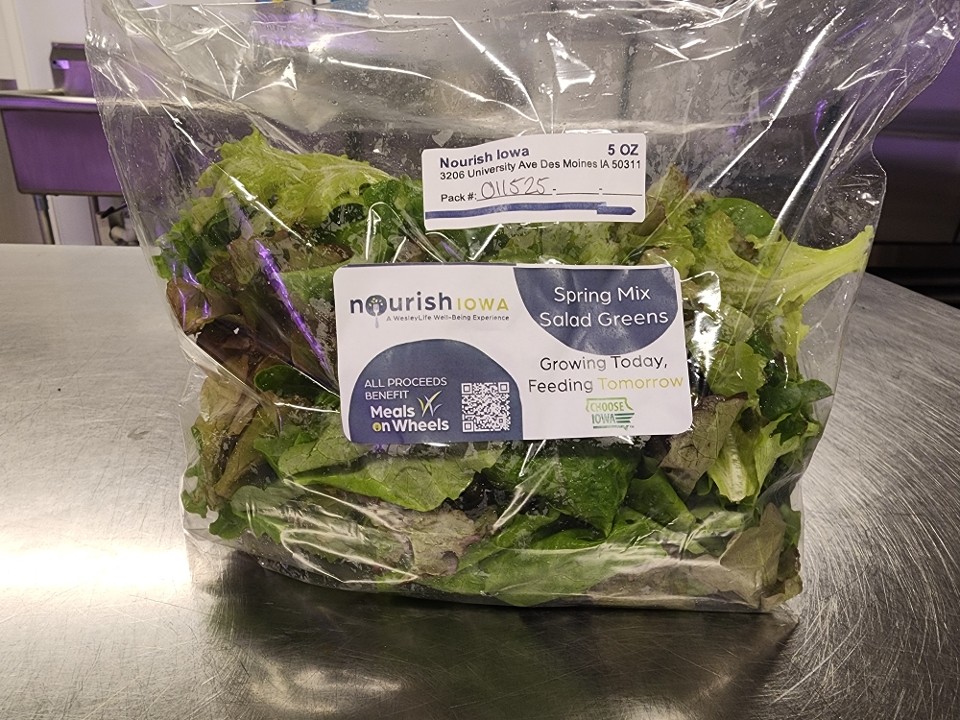 Nourish Iowa 5 OZ
3206 University Ave Des Moines IA 50311
Pack #: 011525-
nourish IOWA
A WesleyLife Well-Being Experience
Spring Mix
Salad Greens
Growing Today,
Feeding Tomorrow
ALL PROCEEDS
BENEFIT
Meals
on Wheels
CHOOSE
IOWA